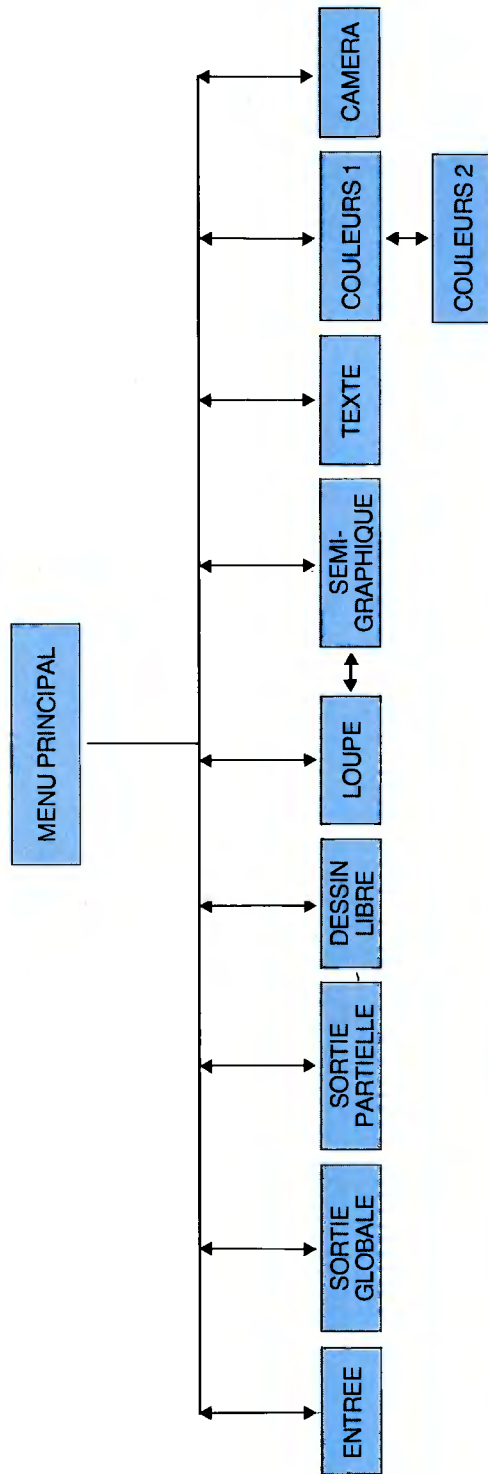 MENU PRINCIPAL
ENTREE
SORTIE
GLOBALE
SORTIE
PARTIELLE
DESSIN
LIBRE
LOUPE
SEMI-
GRAPHIQUE
TEXTE
COULEURS 1
CAMERA
COULEURS 2